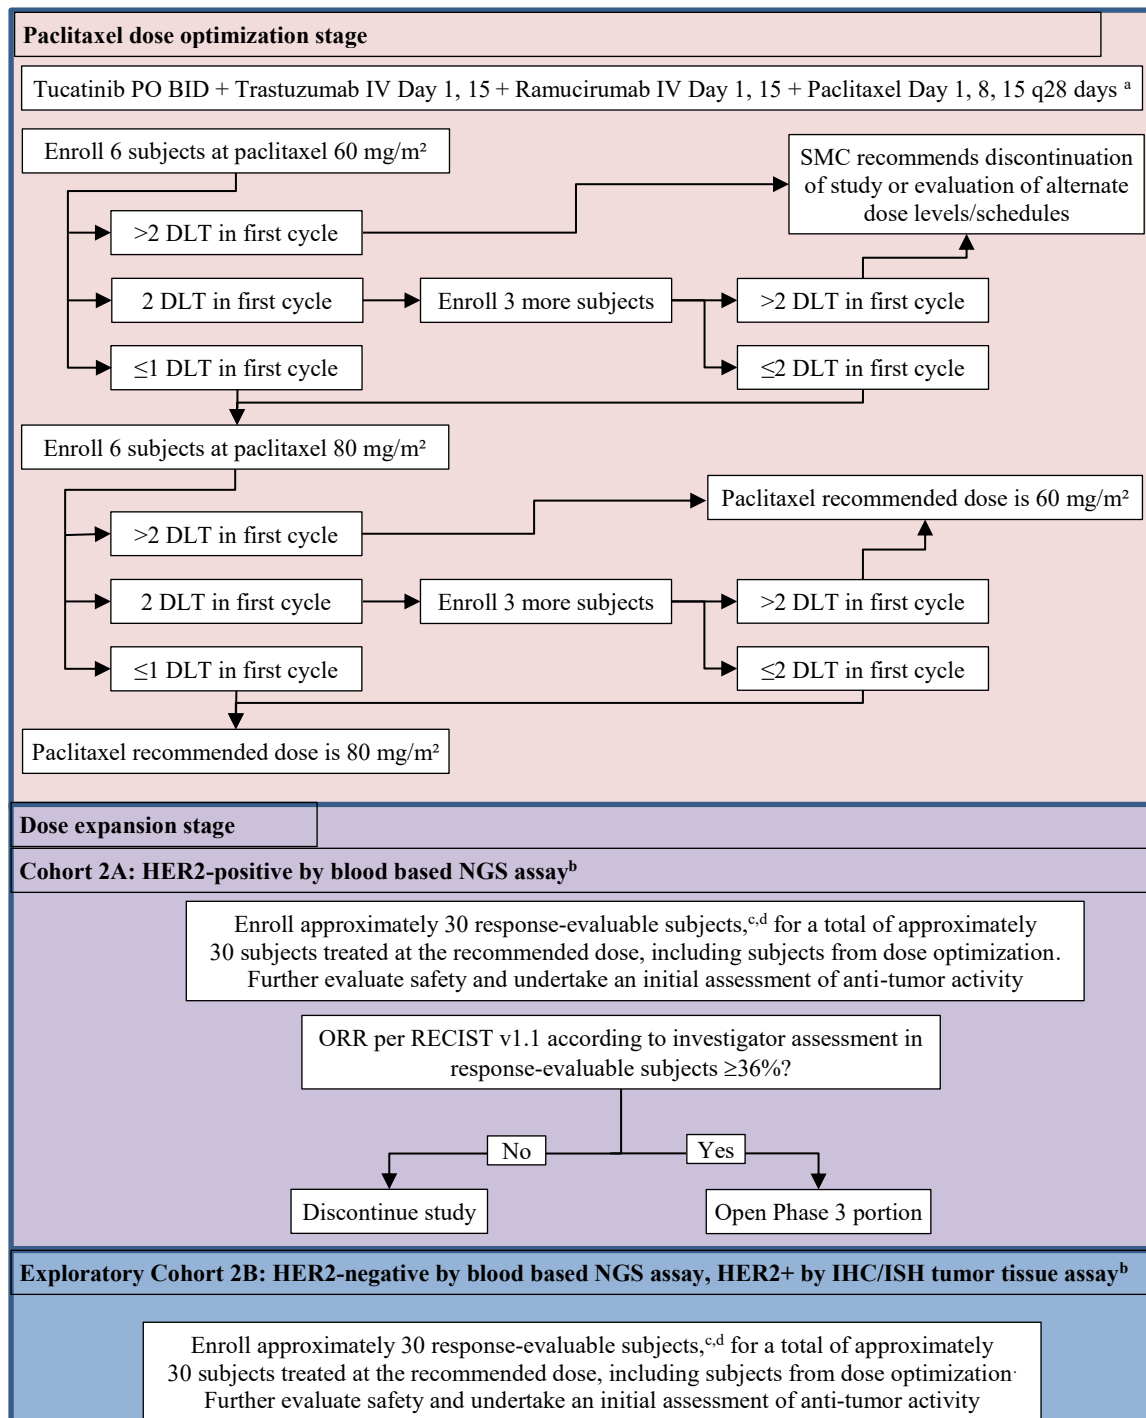 Paclitaxel dose optimization stage
Tucatinib PO BID + Trastuzumab IV Day 1, 15 + Ramucirumab IV Day 1, 15 + Paclitaxel Day 1, 8, 15 q28 days a
Enroll 6 subjects at paclitaxel 60 mg/m²
SMC recommends discontinuation
of study or evaluation of alternate
dose levels/schedules
>2 DLT in first cycle
2 DLT in first cycle
Enroll 3 more subjects
>2 DLT in first cycle
≤1 DLT in first cycle
≤2 DLT in first cycle
Enroll 6 subjects at paclitaxel 80 mg/m²
Paclitaxel recommended dose is 60 mg/m²
>2 DLT in first cycle
2 DLT in first cycle
Enroll 3 more subjects
>2 DLT in first cycle
≤1 DLT in first cycle
≤2 DLT in first cycle
Paclitaxel recommended dose is 80 mg/m²
Dose expansion stage
Cohort 2A: HER2-positive by blood based NGS assayb
Enroll approximately 30 response-evaluable subjects,c,d for a total of approximately
30 subjects treated at the recommended dose, including subjects from dose optimization.
Further evaluate safety and undertake an initial assessment of anti-tumor activity
ORR per RECIST v1.1 according to investigator assessment in
response-evaluable subjects ≥36%?
No
Yes
Discontinue study
Open Phase 3 portion
Exploratory Cohort 2B: HER2-negative by blood based NGS assay, HER2+ by IHC/ISH tumor tissue assayb
Enroll approximately 30 response-evaluable subjects,c,d for a total of approximately
30 subjects treated at the recommended dose, including subjects from dose optimization.
Further evaluate safety and undertake an initial assessment of anti-tumor activity